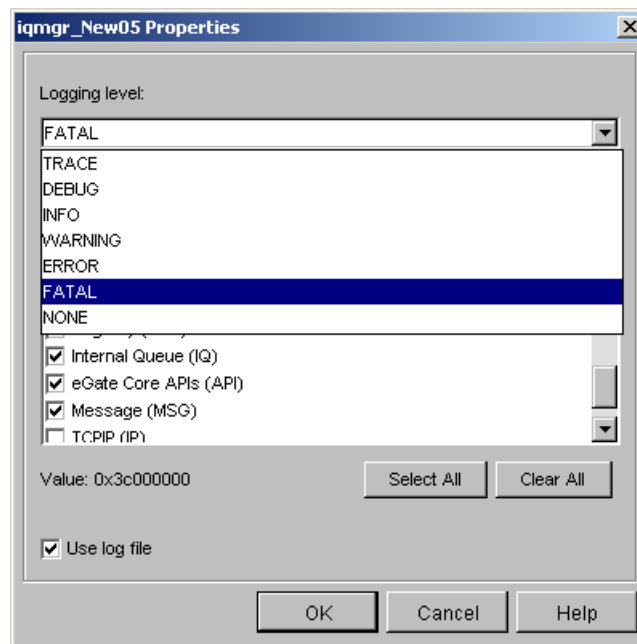 iqmgr_New05 Properties
Logging level:
FATAL
TRACE
DEBUG
INFO
WARNING
ERROR
FATAL
NONE
Internal Queue (IQ)
eGate Core APIs (API)
Message (MSG)
TCPIP (IP)
Value: 0x3c000000 Select All Clear All
Use log file
OK Cancel Help